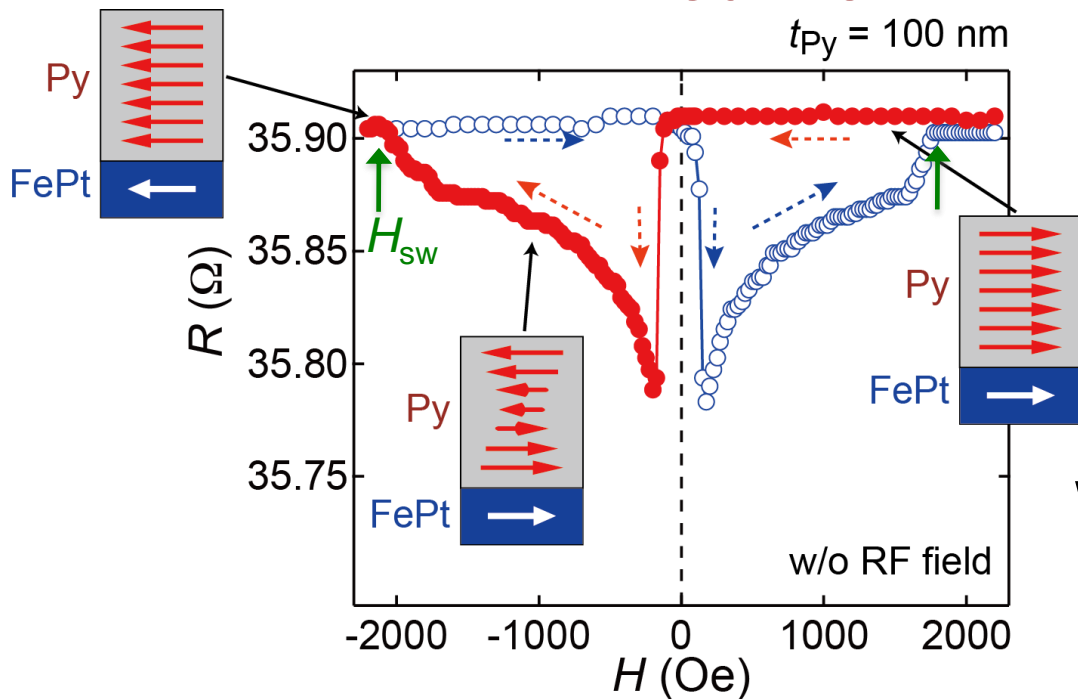 t_Py = 100 nm
Py
FePt
35.90
35.85
35.80
35.75
R (Ω)
H_sw
Py
FePt
Py
FePt
w/o RF field
-2000 -1000 0 1000 2000
H (Oe)